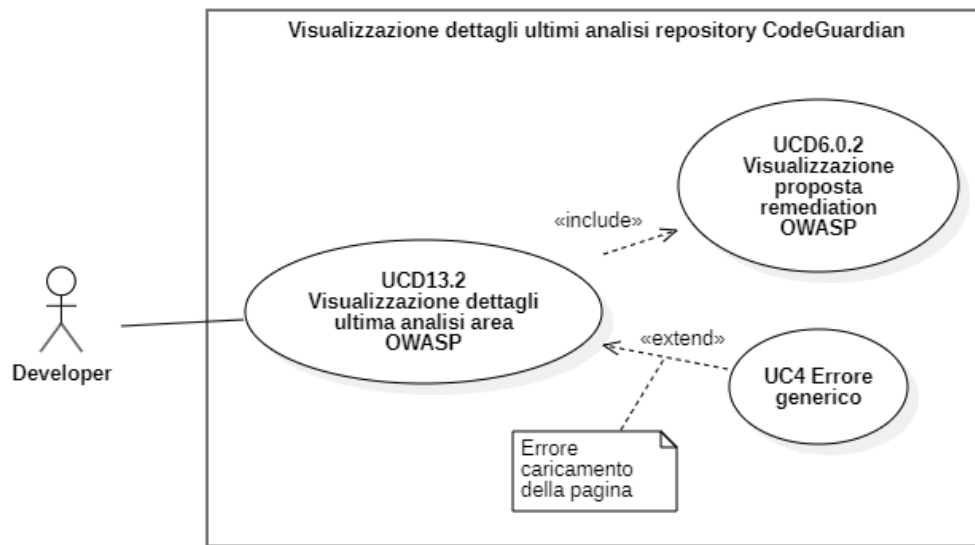 Visualizzazione dettagli ultimi analisi repository CodeGuardian
UCD6.0.2
Visualizzazione
proposta
remediation
OWASP
«include»
UCD13.2
Visualizzazione dettagli
ultima analisi area
OWASP
Developer
«extend»
UC4 Errore
generico
Errore
caricamento
della pagina